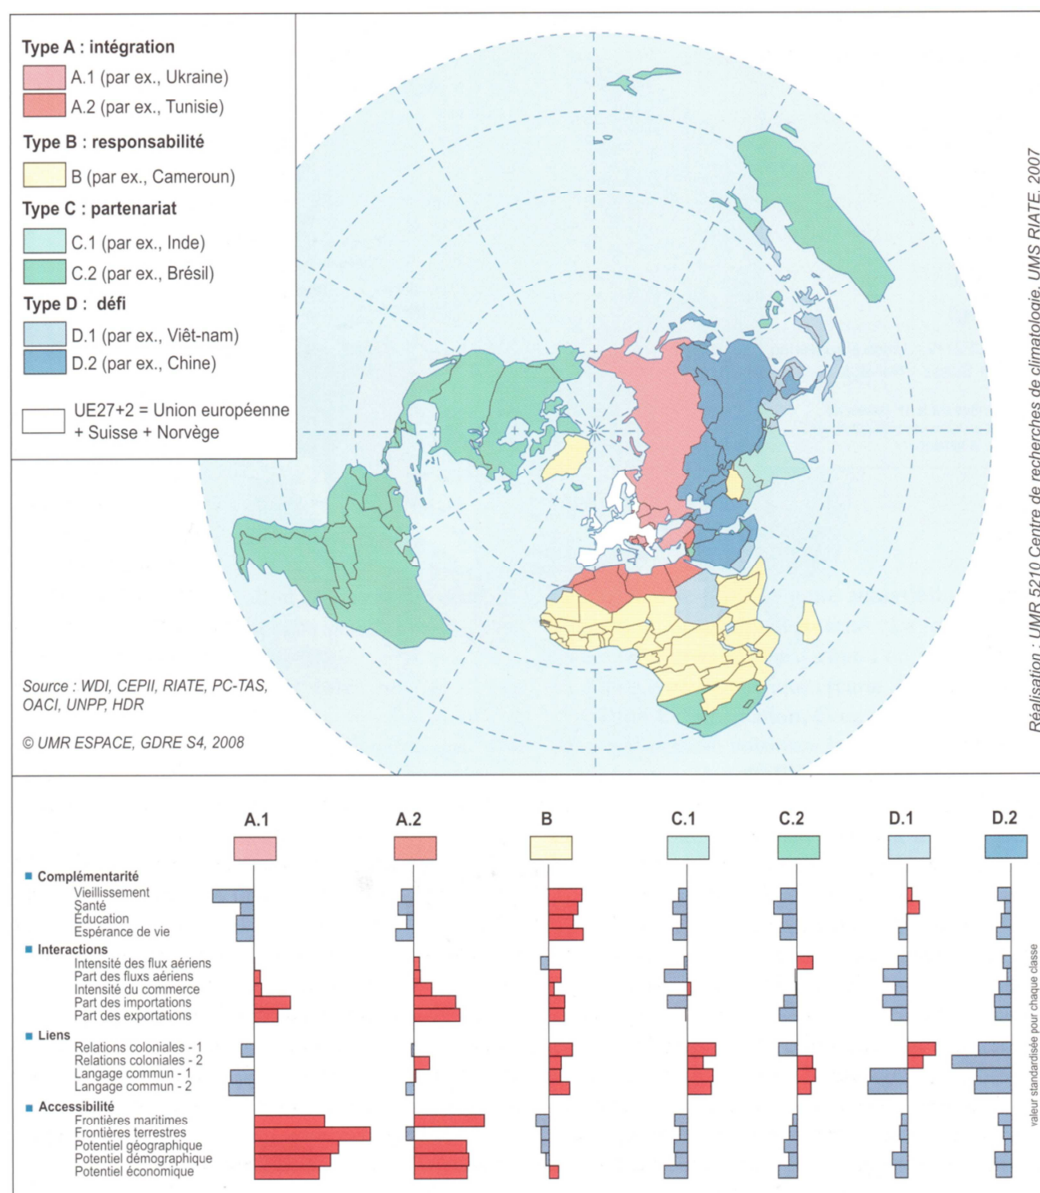 Type A : intégration
A.1 (par ex., Ukraine)
A.2 (par ex., Tunisie)
Type B : responsabilité
B (par ex., Cameroun)
Type C : partenariat
C.1 (par ex., Inde)
C.2 (par ex., Brésil)
Type D : défi
D.1 (par ex., Viêt-nam)
D.2 (par ex., Chine)
UE27+2 = Union européenne
+ Suisse + Norvège
Source : WDI, CEPII, RIATE, PC-TAS,
OACI, UNPP, HDR
© UMR ESPACE, GDRE S4, 2008
Réalisation : UMR 5210 Centre de recherches de climatologie, UMS RIATE, 2007
A.1 A.2 B C.1 C.2 D.1 D.2
Complémentarité
Vieillissement
Santé
Éducation
Espérance de vie
Interactions
Intensité des flux aériens
Part des fluxs aériens
Intensité du commerce
Part des importations
Part des exportations
Liens
Relations coloniales - 1
Relations coloniales - 2
Langage commun - 1
Langage commun - 2
Accessibilité
Frontières maritimes
Frontières terrestres
Potentiel géographique
Potentiel démographique
Potentiel économique
valeur standardisée pour chaque classe